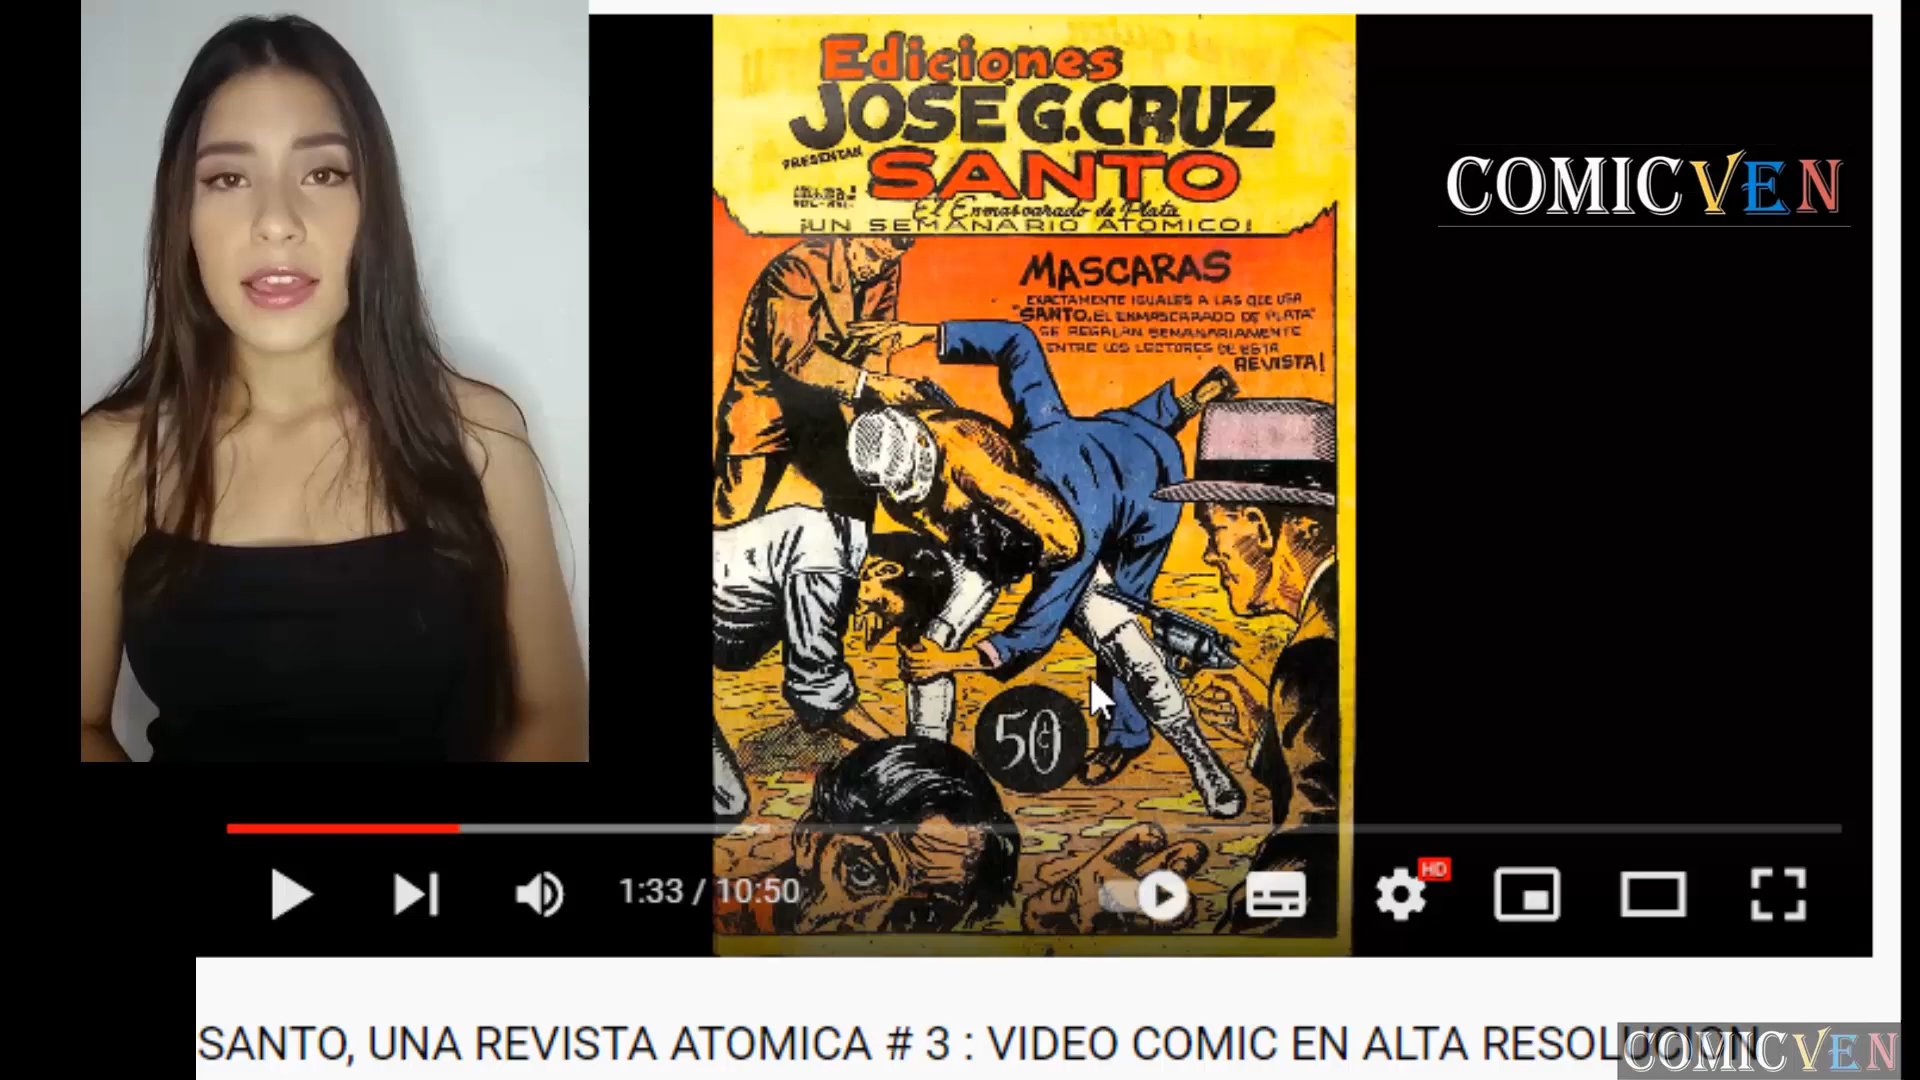 Ediciones
JOSE G. CRUZ
PRESENTAN
SANTO
El Enmascarado de Plata
¡UN SEMANARIO ATOMICO!
MASCARAS
EXACTAMENTE IGUALES A LAS QUE USA
"SANTO, EL ENMASCARADO DE PLATA"
SE REGALAN SEMANARIAMENTE
ENTRE LOS LECTORES DE ESTA
REVISTA!
50¢
COMICVEN
1:33 / 10:50
HD
SANTO, UNA REVISTA ATOMICA # 3 : VIDEO COMIC EN ALTA RESOLUCION
COMICVEN